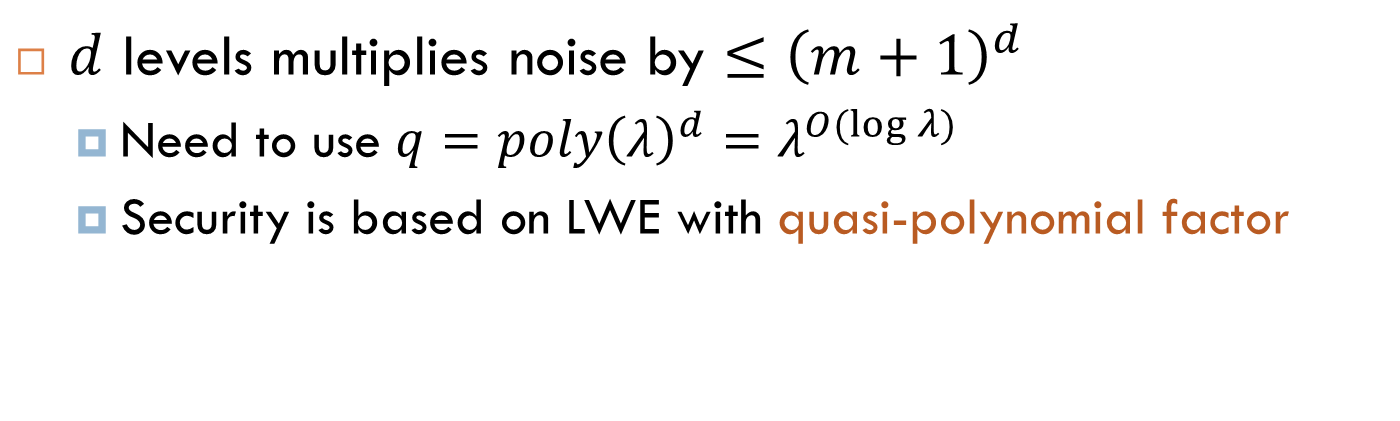 𝑑 levels multiplies noise by ≤ (𝑚 + 1)^𝑑
Need to use 𝑞 = 𝑝𝑜𝑙𝑦(𝜆)^𝑑 = 𝜆^𝑂(log 𝜆)
Security is based on LWE with quasi-polynomial factor